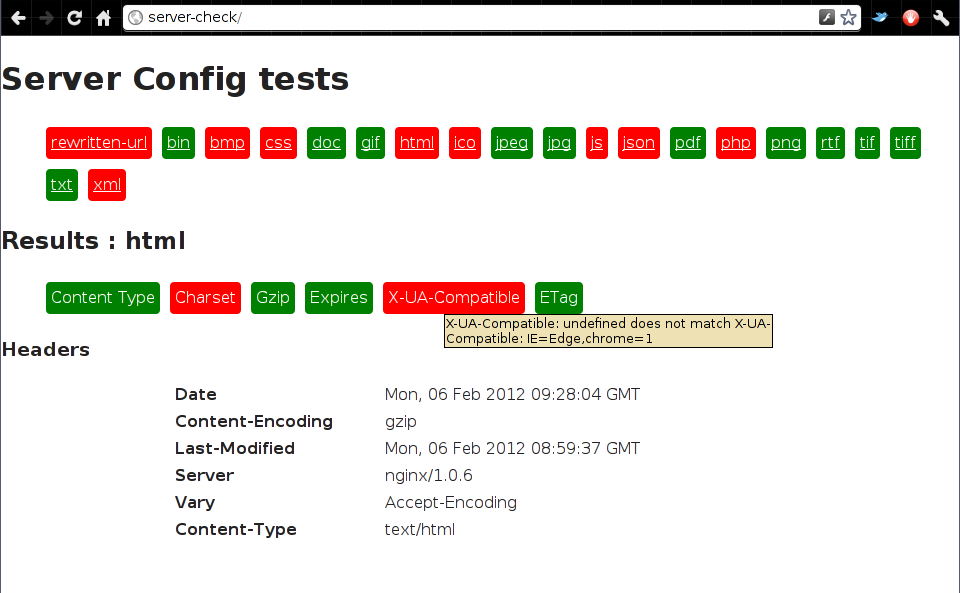 server-check/
Server Config tests
rewritten-url bin bmp css doc gif html ico jpeg jpg js json pdf php png rtf tif tiff
txt xml
Results : html
Content Type Charset Gzip Expires X-UA-Compatible ETag
X-UA-Compatible: undefined does not match X-UA-
Compatible: IE=Edge,chrome=1
Headers
Date Mon, 06 Feb 2012 09:28:04 GMT
Content-Encoding gzip
Last-Modified Mon, 06 Feb 2012 08:59:37 GMT
Server nginx/1.0.6
Vary Accept-Encoding
Content-Type text/html